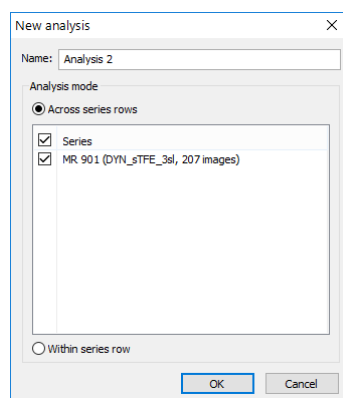 New analysis
Name: Analysis 2
Analysis mode
Across series rows
Series
MR 901 (DYN_sTFE_3sl, 207 images)
Within series row
OK Cancel